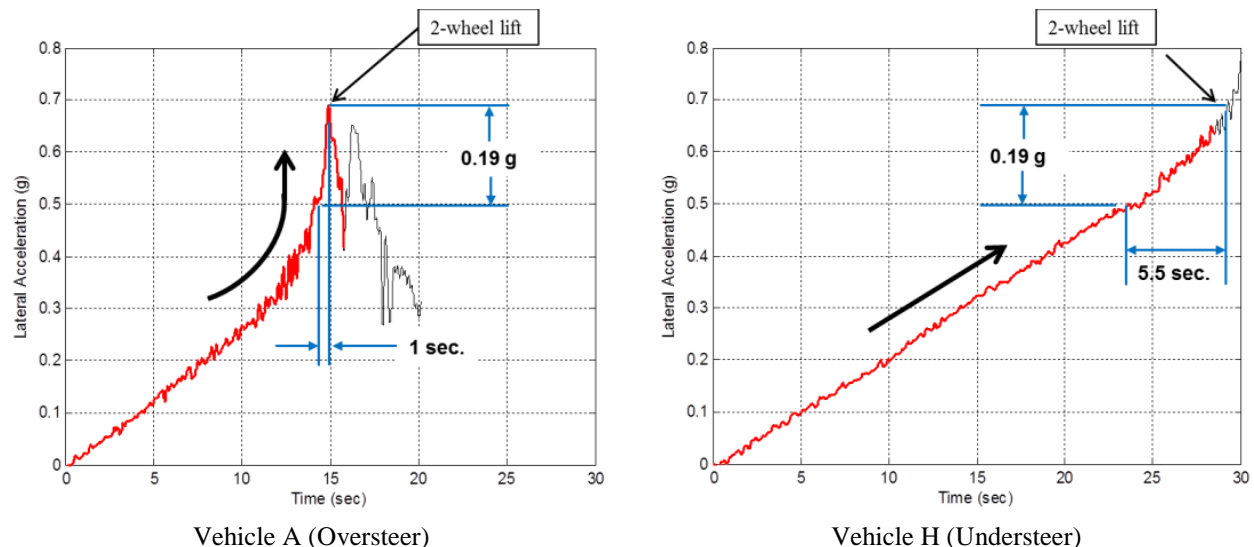 2-wheel lift
0.8
0.7
0.6
0.5
0.4
0.3
0.2
0.1
0
Lateral Acceleration (g)
0.19 g
1 sec.
0 5 10 15 20 25 30
Time (sec)
Vehicle A (Oversteer)
2-wheel lift
0.8
0.7
0.6
0.5
0.4
0.3
0.2
0.1
0
Lateral Acceleration (g)
0.19 g
5.5 sec.
0 5 10 15 20 25 30
Time (sec)
Vehicle H (Understeer)